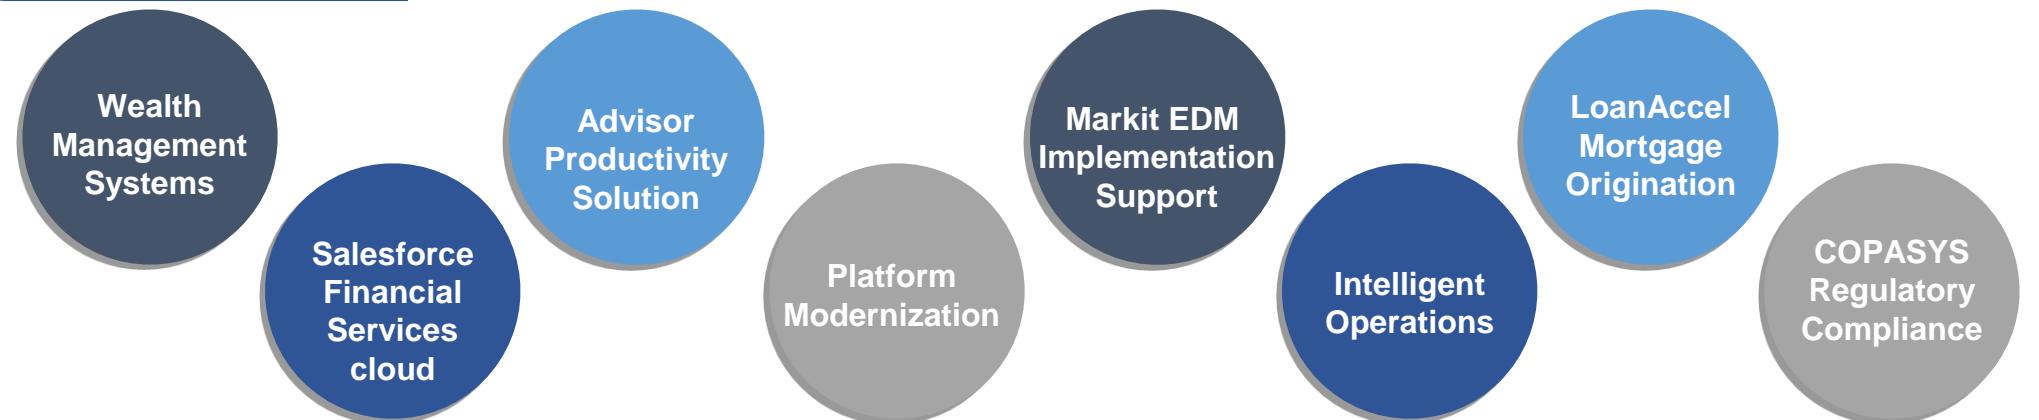 Wealth
Management
Systems
Salesforce
Financial
Services
cloud
Advisor
Productivity
Solution
Platform
Modernization
Markit EDM
Implementation
Support
Intelligent
Operations
LoanAccel
Mortgage
Origination
COPASYS
Regulatory
Compliance